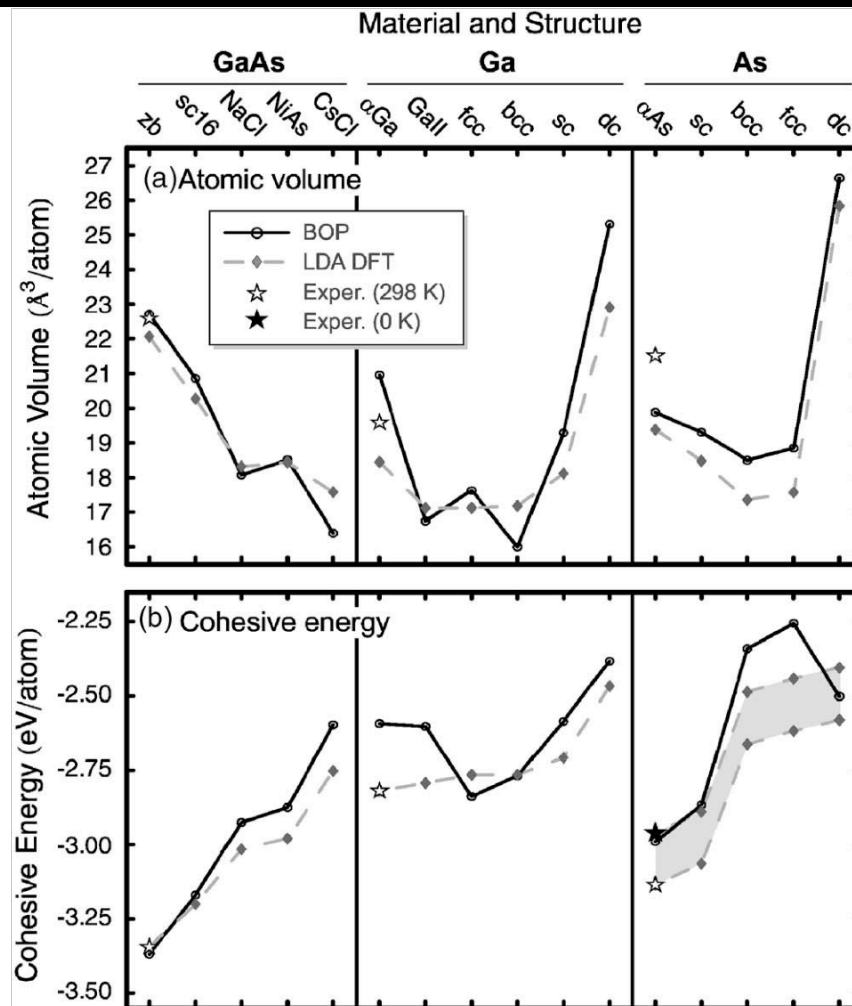 Material and Structure
GaAs Ga As
zb sc16 NaCl NiAs CsCl αGa GaII fcc bcc sc dc αAs sc bcc fcc dc
27
(a) Atomic volume
26
25
24
23
22
21
20
19
18
17
16
Atomic Volume (Å³/atom)
BOP
LDA DFT
Exper. (298 K)
Exper. (0 K)
(b) Cohesive energy
-2.25
-2.50
-2.75
-3.00
-3.25
-3.50
Cohesive Energy (eV/atom)